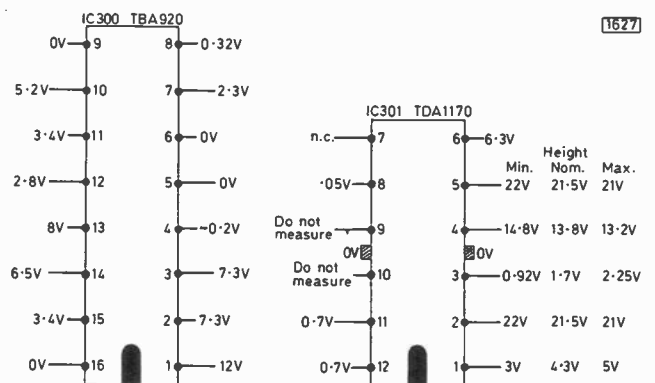 IC300 TBA920
1627
0V 9 8 0·32V
5·2V 10 7 2·3V
IC301 TDA1170
3·4V 11 6 0V
n.c. 7 6 6·3V
Height
Min. Nom. Max.
2·8V 12 5 0V
·05V 8 5 22V 21·5V 21V
8V 13 4 ~0·2V
Do not measure 9 4 14·8V 13·8V 13·2V
0V 0V
6·5V 14 3 7·3V
Do not measure 10 3 0·92V 1·7V 2·25V
3·4V 15 2 7·3V
0·7V 11 2 22V 21·5V 21V
0V 16 1 12V
0·7V 12 1 3V 4·3V 5V